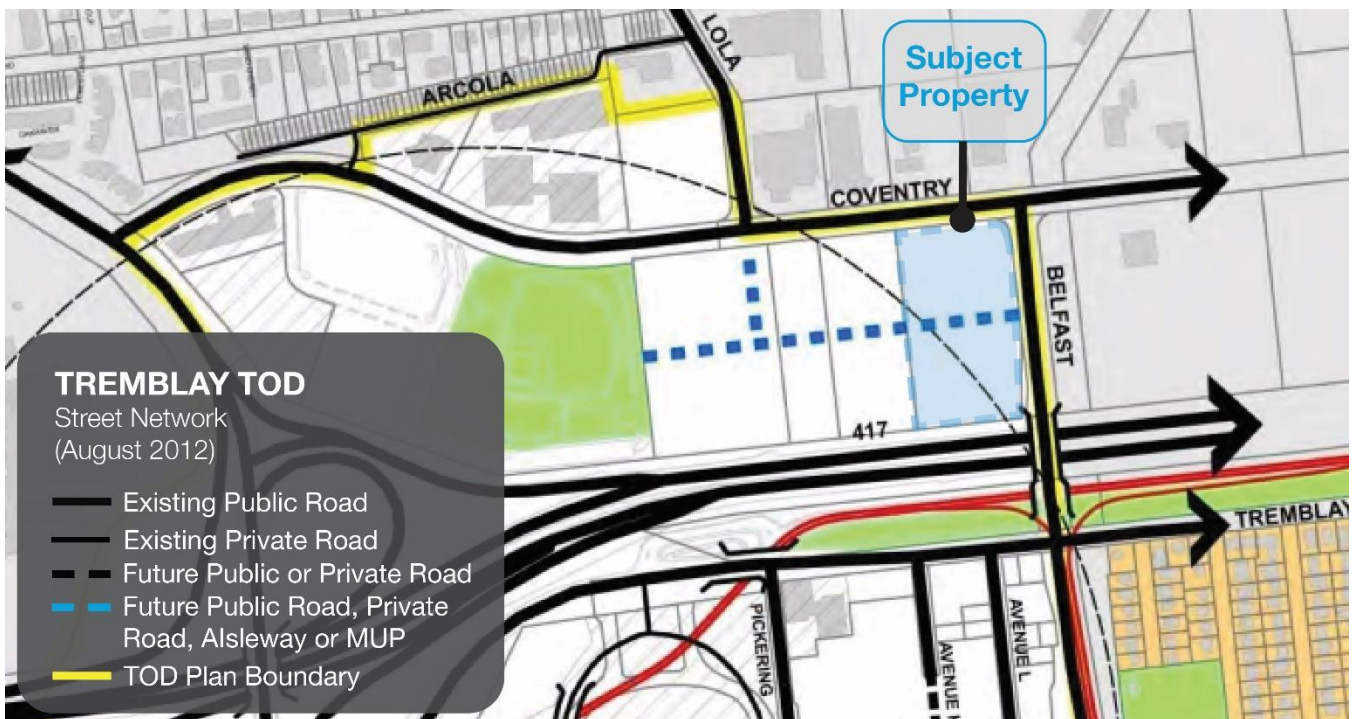 LOLA
Subject
Property
ARCOLA
COVENTRY
BELFAST
417
TREMBLAY
PICKERING
AVENUE
AVENUE L
TREMBLAY TOD
Street Network
(August 2012)
Existing Public Road
Existing Private Road
Future Public or Private Road
Future Public Road, Private
Road, AIsleway or MUP
TOD Plan Boundary